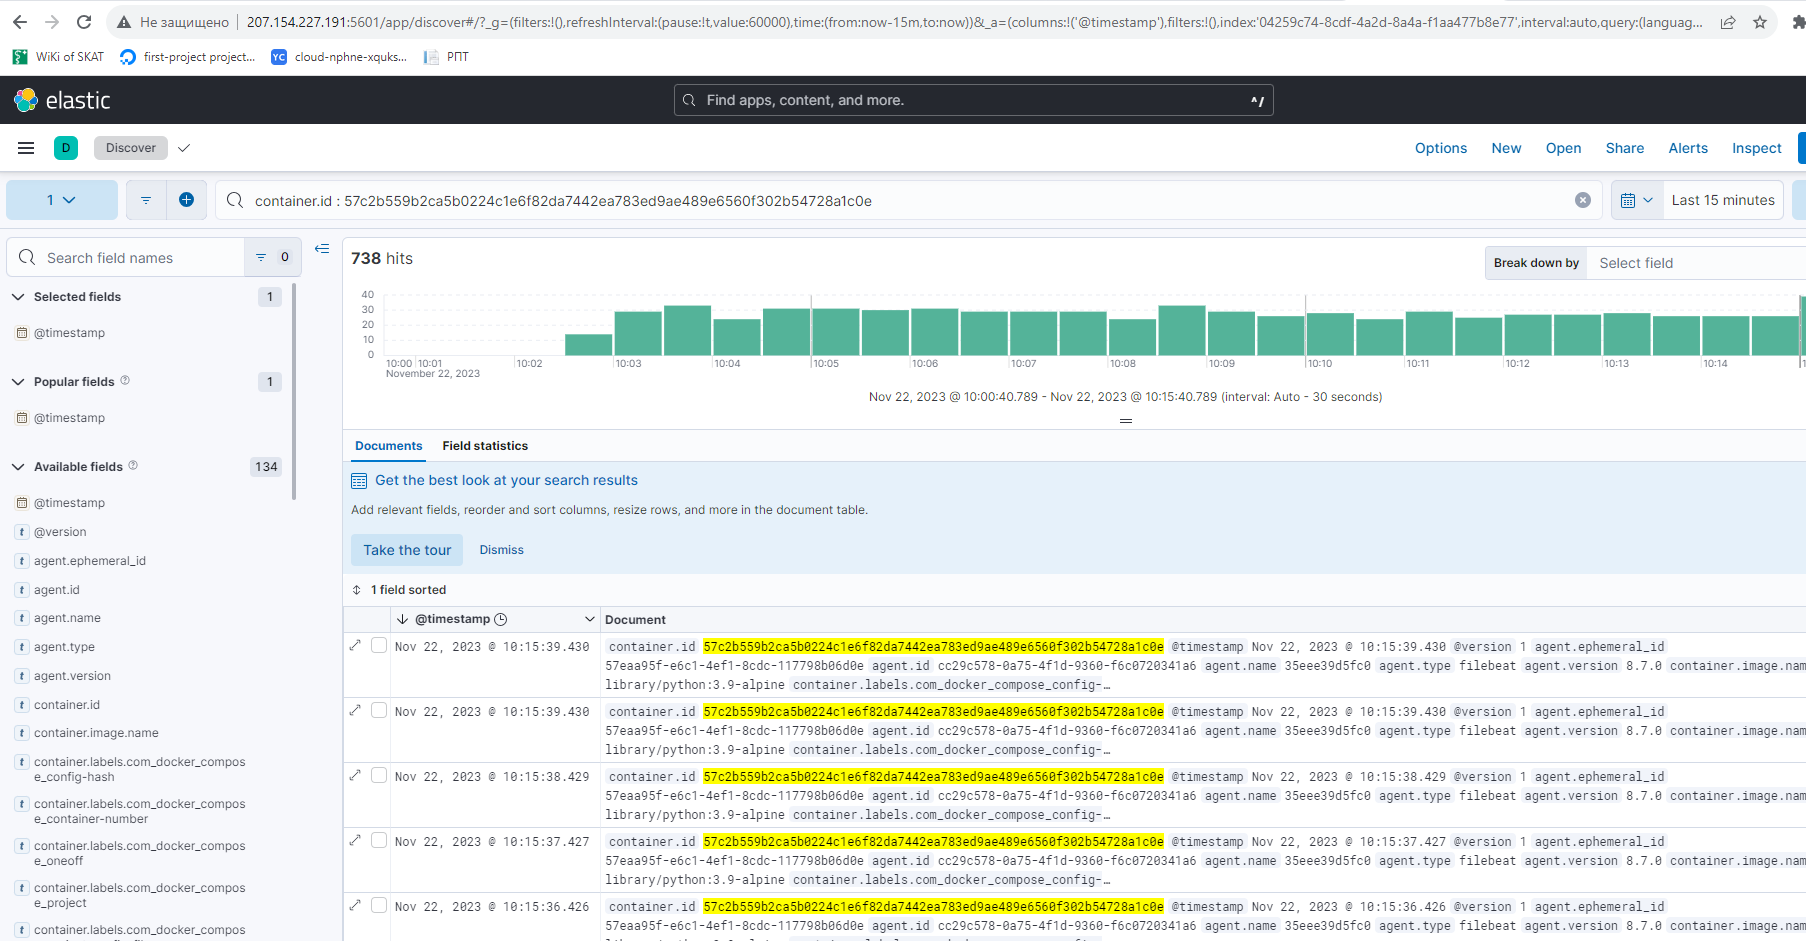 Не защищено 207.154.227.191:5601/app/discover#/?_g=(filters:!(),refreshInterval:(pause:!t,value:60000),time:(from:now-15m,to:now))&_a=(columns:!('@timestamp'),filters:!(),index:'04259c74-8cdf-4a2d-8a4a-f1aa477b8e77',interval:auto,query:(languag...
WiKi of SKAT first-project project... YC cloud-nphne-xquks... РПТ
elastic Find apps, content, and more. ^/
D Discover Options New Open Share Alerts Inspect
1 container.id : 57c2b559b2ca5b0224c1e6f82da7442ea783ed9ae489e6560f302b54728a1c0e Last 15 minutes
Search field names 0
Selected fields 1
@timestamp
Popular fields 1
@timestamp
Available fields 134
@timestamp
t @version
t agent.ephemeral_id
t agent.id
t agent.name
t agent.type
t agent.version
t container.id
t container.image.name
t container.labels.com_docker_compos
e_config-hash
t container.labels.com_docker_compos
e_container-number
t container.labels.com_docker_compos
e_oneoff
t container.labels.com_docker_compos
e_project
t container.labels.com_docker_compos
738 hits
Break down by Select field
40
30
20
10
0
10:00 10:01 10:02 10:03 10:04 10:05 10:06 10:07 10:08 10:09 10:10 10:11 10:12 10:13 10:14
November 22, 2023
Nov 22, 2023 @ 10:00:40.789 - Nov 22, 2023 @ 10:15:40.789 (interval: Auto - 30 seconds)
Documents Field statistics
Get the best look at your search results
Add relevant fields, reorder and sort columns, resize rows, and more in the document table.
Take the tour Dismiss
1 field sorted
@timestamp Document
Nov 22, 2023 @ 10:15:39.430 container.id 57c2b559b2ca5b0224c1e6f82da7442ea783ed9ae489e6560f302b54728a1c0e @timestamp Nov 22, 2023 @ 10:15:39.430 @version 1 agent.ephemeral_id
57eaa95f-e6c1-4ef1-8cdc-117798b06d0e agent.id cc29c578-0a75-4f1d-9360-f6c0720341a6 agent.name 35eee39d5fc0 agent.type filebeat agent.version 8.7.0 container.image.nam
library/python:3.9-alpine container.labels.com_docker_compose_config-…
Nov 22, 2023 @ 10:15:39.430 container.id 57c2b559b2ca5b0224c1e6f82da7442ea783ed9ae489e6560f302b54728a1c0e @timestamp Nov 22, 2023 @ 10:15:39.430 @version 1 agent.ephemeral_id
57eaa95f-e6c1-4ef1-8cdc-117798b06d0e agent.id cc29c578-0a75-4f1d-9360-f6c0720341a6 agent.name 35eee39d5fc0 agent.type filebeat agent.version 8.7.0 container.image.nam
library/python:3.9-alpine container.labels.com_docker_compose_config-…
Nov 22, 2023 @ 10:15:38.429 container.id 57c2b559b2ca5b0224c1e6f82da7442ea783ed9ae489e6560f302b54728a1c0e @timestamp Nov 22, 2023 @ 10:15:38.429 @version 1 agent.ephemeral_id
57eaa95f-e6c1-4ef1-8cdc-117798b06d0e agent.id cc29c578-0a75-4f1d-9360-f6c0720341a6 agent.name 35eee39d5fc0 agent.type filebeat agent.version 8.7.0 container.image.nam
library/python:3.9-alpine container.labels.com_docker_compose_config-…
Nov 22, 2023 @ 10:15:37.427 container.id 57c2b559b2ca5b0224c1e6f82da7442ea783ed9ae489e6560f302b54728a1c0e @timestamp Nov 22, 2023 @ 10:15:37.427 @version 1 agent.ephemeral_id
57eaa95f-e6c1-4ef1-8cdc-117798b06d0e agent.id cc29c578-0a75-4f1d-9360-f6c0720341a6 agent.name 35eee39d5fc0 agent.type filebeat agent.version 8.7.0 container.image.nam
library/python:3.9-alpine container.labels.com_docker_compose_config-…
Nov 22, 2023 @ 10:15:36.426 container.id 57c2b559b2ca5b0224c1e6f82da7442ea783ed9ae489e6560f302b54728a1c0e @timestamp Nov 22, 2023 @ 10:15:36.426 @version 1 agent.ephemeral_id
57eaa95f-e6c1-4ef1-8cdc-117798b06d0e agent.id cc29c578-0a75-4f1d-9360-f6c0720341a6 agent.name 35eee39d5fc0 agent.type filebeat agent.version 8.7.0 container.image.nam